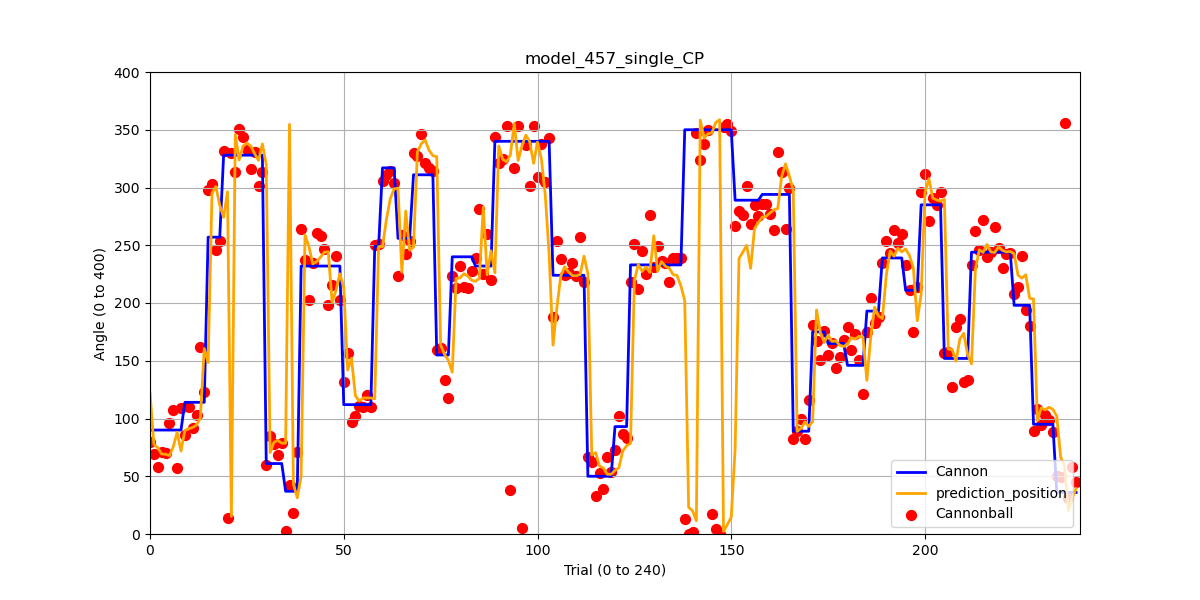 model_457_single_CP
400
350
300
250
200
150
100
50
0
Angle (0 to 400)
0 50 100 150 200
Trial (0 to 240)
Cannon
prediction_position
Cannonball